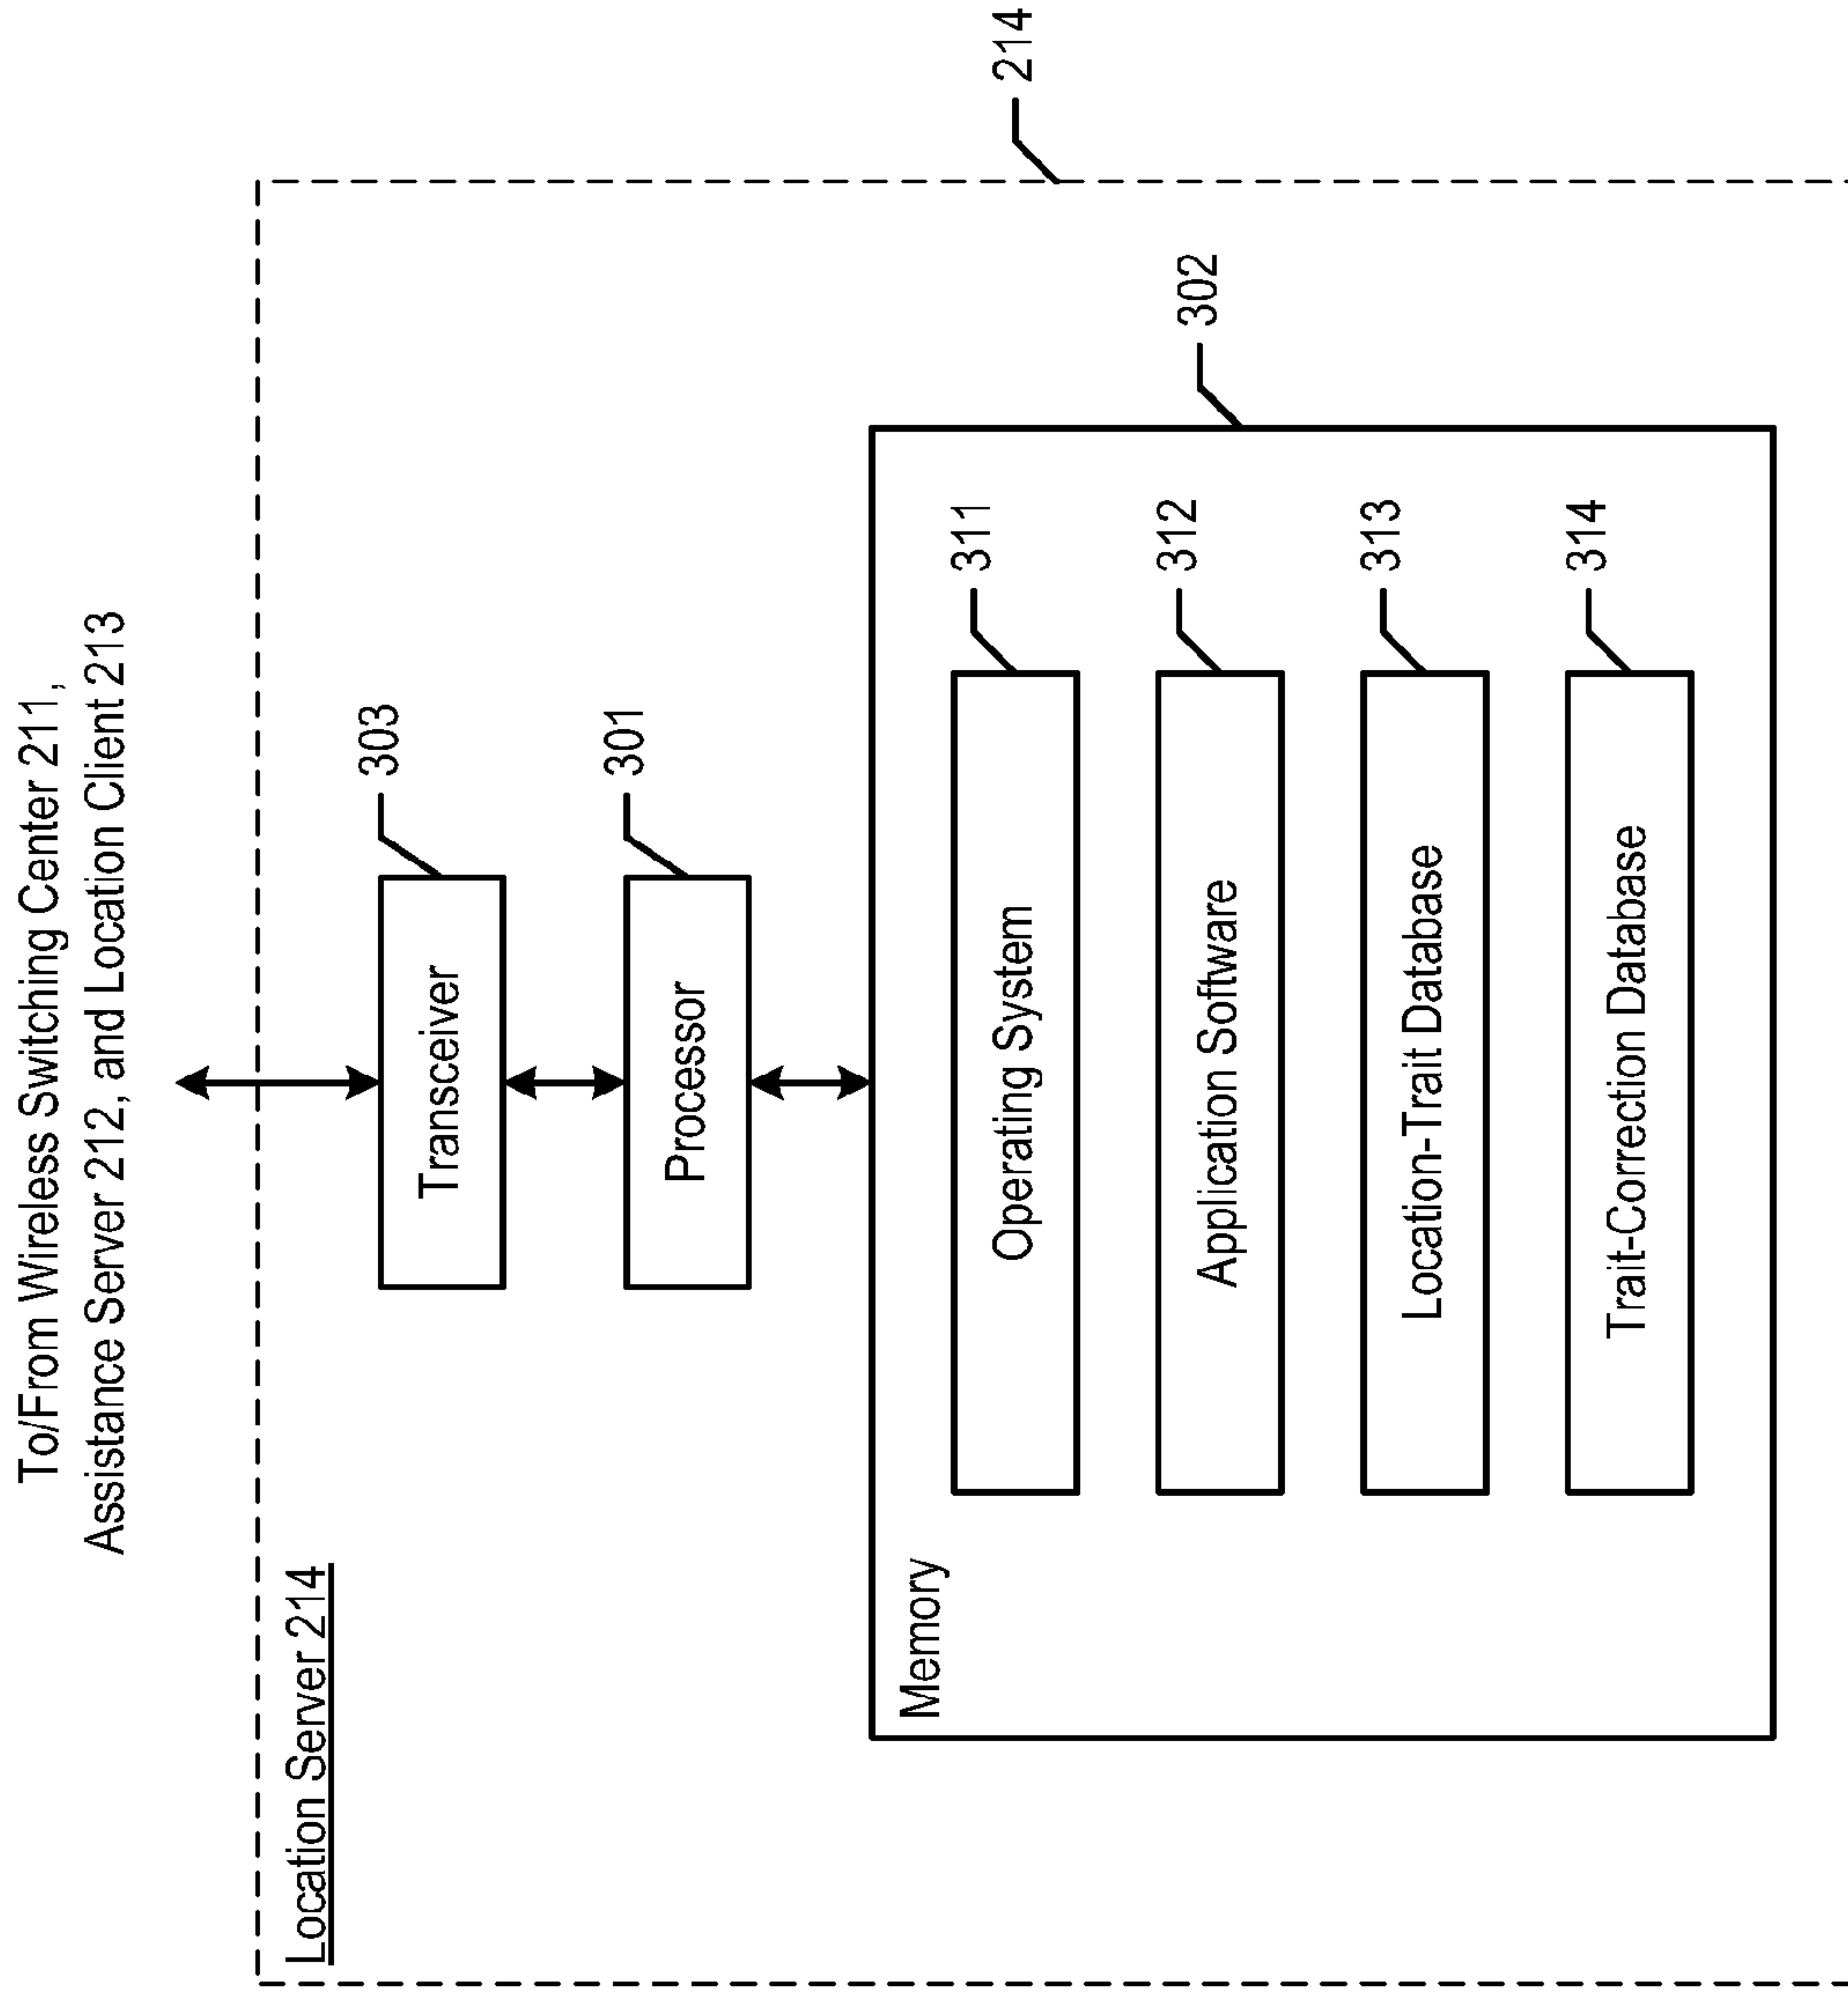 To/From Wireless Switching Center 211,
Assistance Server 212, and Location Client 213
Location Server 214
214
Transceiver
303
Processor
301
Memory
302
Operating System
311
Application Software
312
Location-Trait Database
313
Trait-Correction Database
314